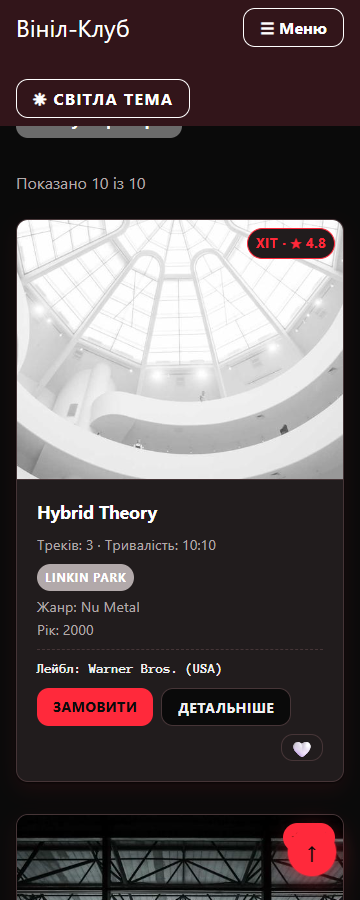 Вініл-Клуб
☰ Меню
❋ СВІТЛА ТЕМА
Показано 10 із 10
ХІТ · ★ 4.8
Hybrid Theory
Треків: 3 · Тривалість: 10:10
LINKIN PARK
Жанр: Nu Metal
Рік: 2000
Лейбл: Warner Bros. (USA)
ЗАМОВИТИ
ДЕТАЛЬНІШЕ
↑